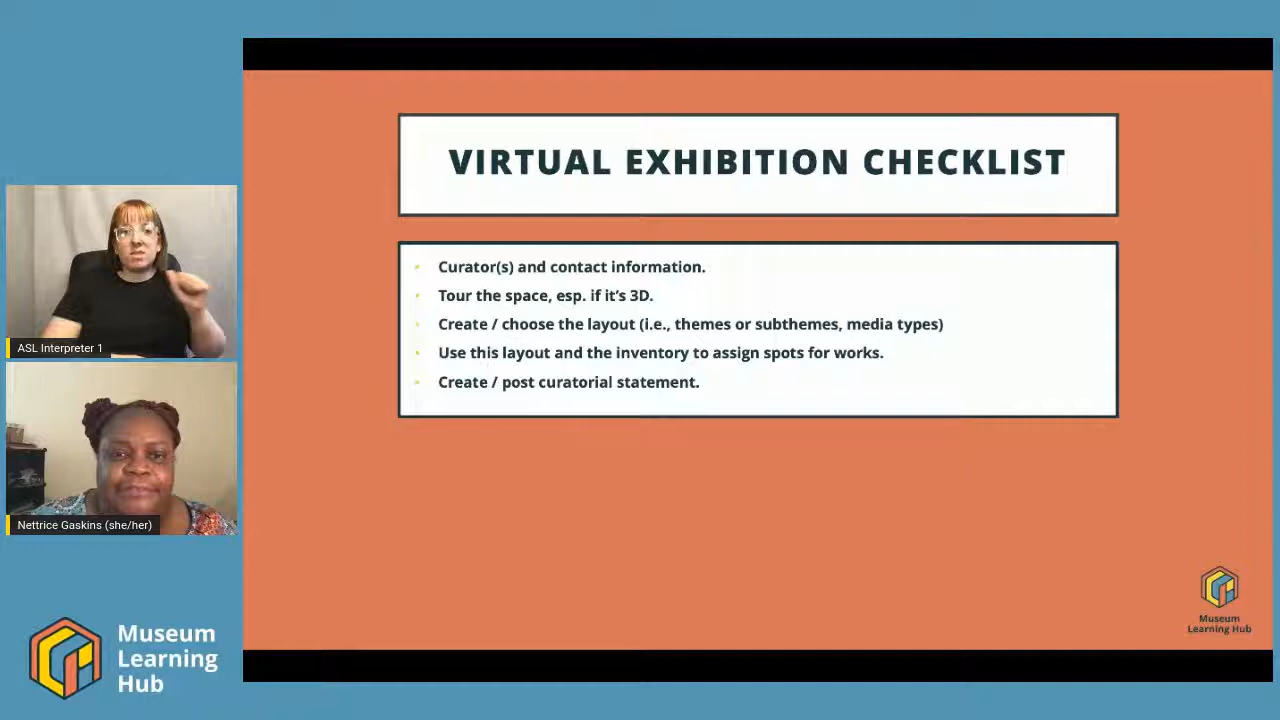 VIRTUAL EXHIBITION CHECKLIST
Curator(s) and contact information.
Tour the space, esp. if it's 3D.
Create / choose the layout (i.e., themes or subthemes, media types)
Use this layout and the inventory to assign spots for works.
Create / post curatorial statement.
ASL Interpreter 1
Nettrice Gaskins (she/her)
Museum
Learning
Hub
Museum
Learning Hub